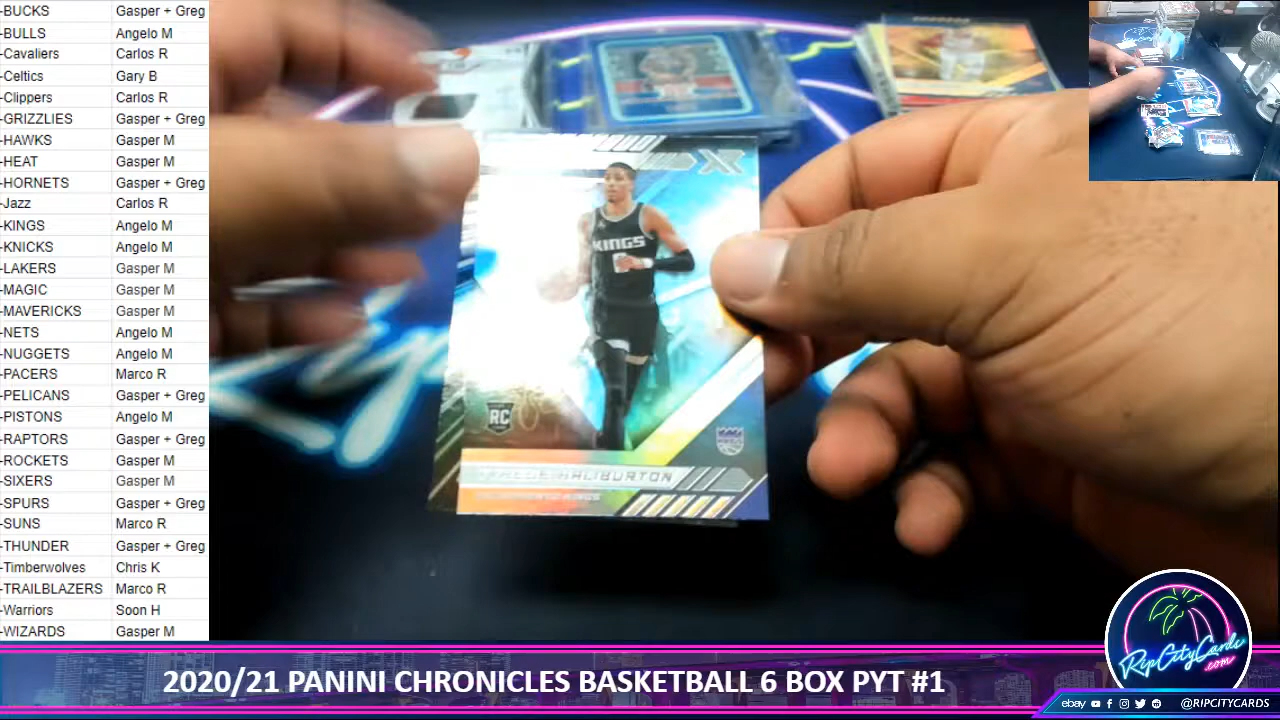 -BUCKS Gasper + Greg
-BULLS Angelo M
-Cavaliers Carlos R
-Celtics Gary B
-Clippers Carlos R
-GRIZZLIES Gasper + Greg
-HAWKS Gasper M
-HEAT Gasper M
-HORNETS Gasper + Greg
-Jazz Carlos R
-KINGS Angelo M
-KNICKS Angelo M
-LAKERS Gasper M
-MAGIC Gasper M
-MAVERICKS Gasper M
-NETS Angelo M
-NUGGETS Angelo M
-PACERS Marco R
-PELICANS Gasper + Greg
-PISTONS Angelo M
-RAPTORS Gasper + Greg
-ROCKETS Gasper M
-SIXERS Gasper M
-SPURS Gasper + Greg
-SUNS Marco R
-THUNDER Gasper + Greg
-Timberwolves Chris K
-TRAILBLAZERS Marco R
-Warriors Soon H
-WIZARDS Gasper M
XR
KINGS
RC
HALIBURTON
KINGS
RipCityCards
.com
2020/21 PANINI CHRONICLES BASKETBALL 6 BOX PYT #1
ebay @RIPCITYCARDS